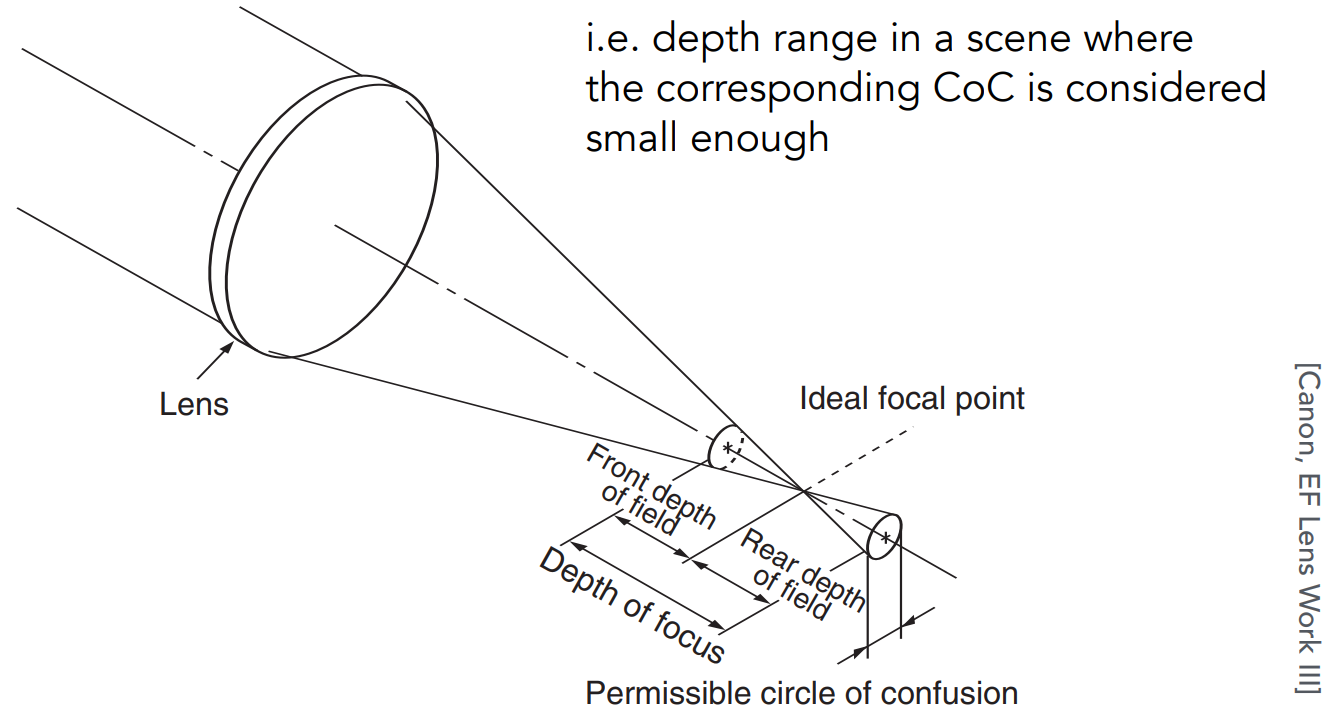 i.e. depth range in a scene where
the corresponding CoC is considered
small enough
Lens
Ideal focal point
Front depth
of field
Rear depth
of field
Depth of focus
Permissible circle of confusion
[Canon, EF Lens Work III]